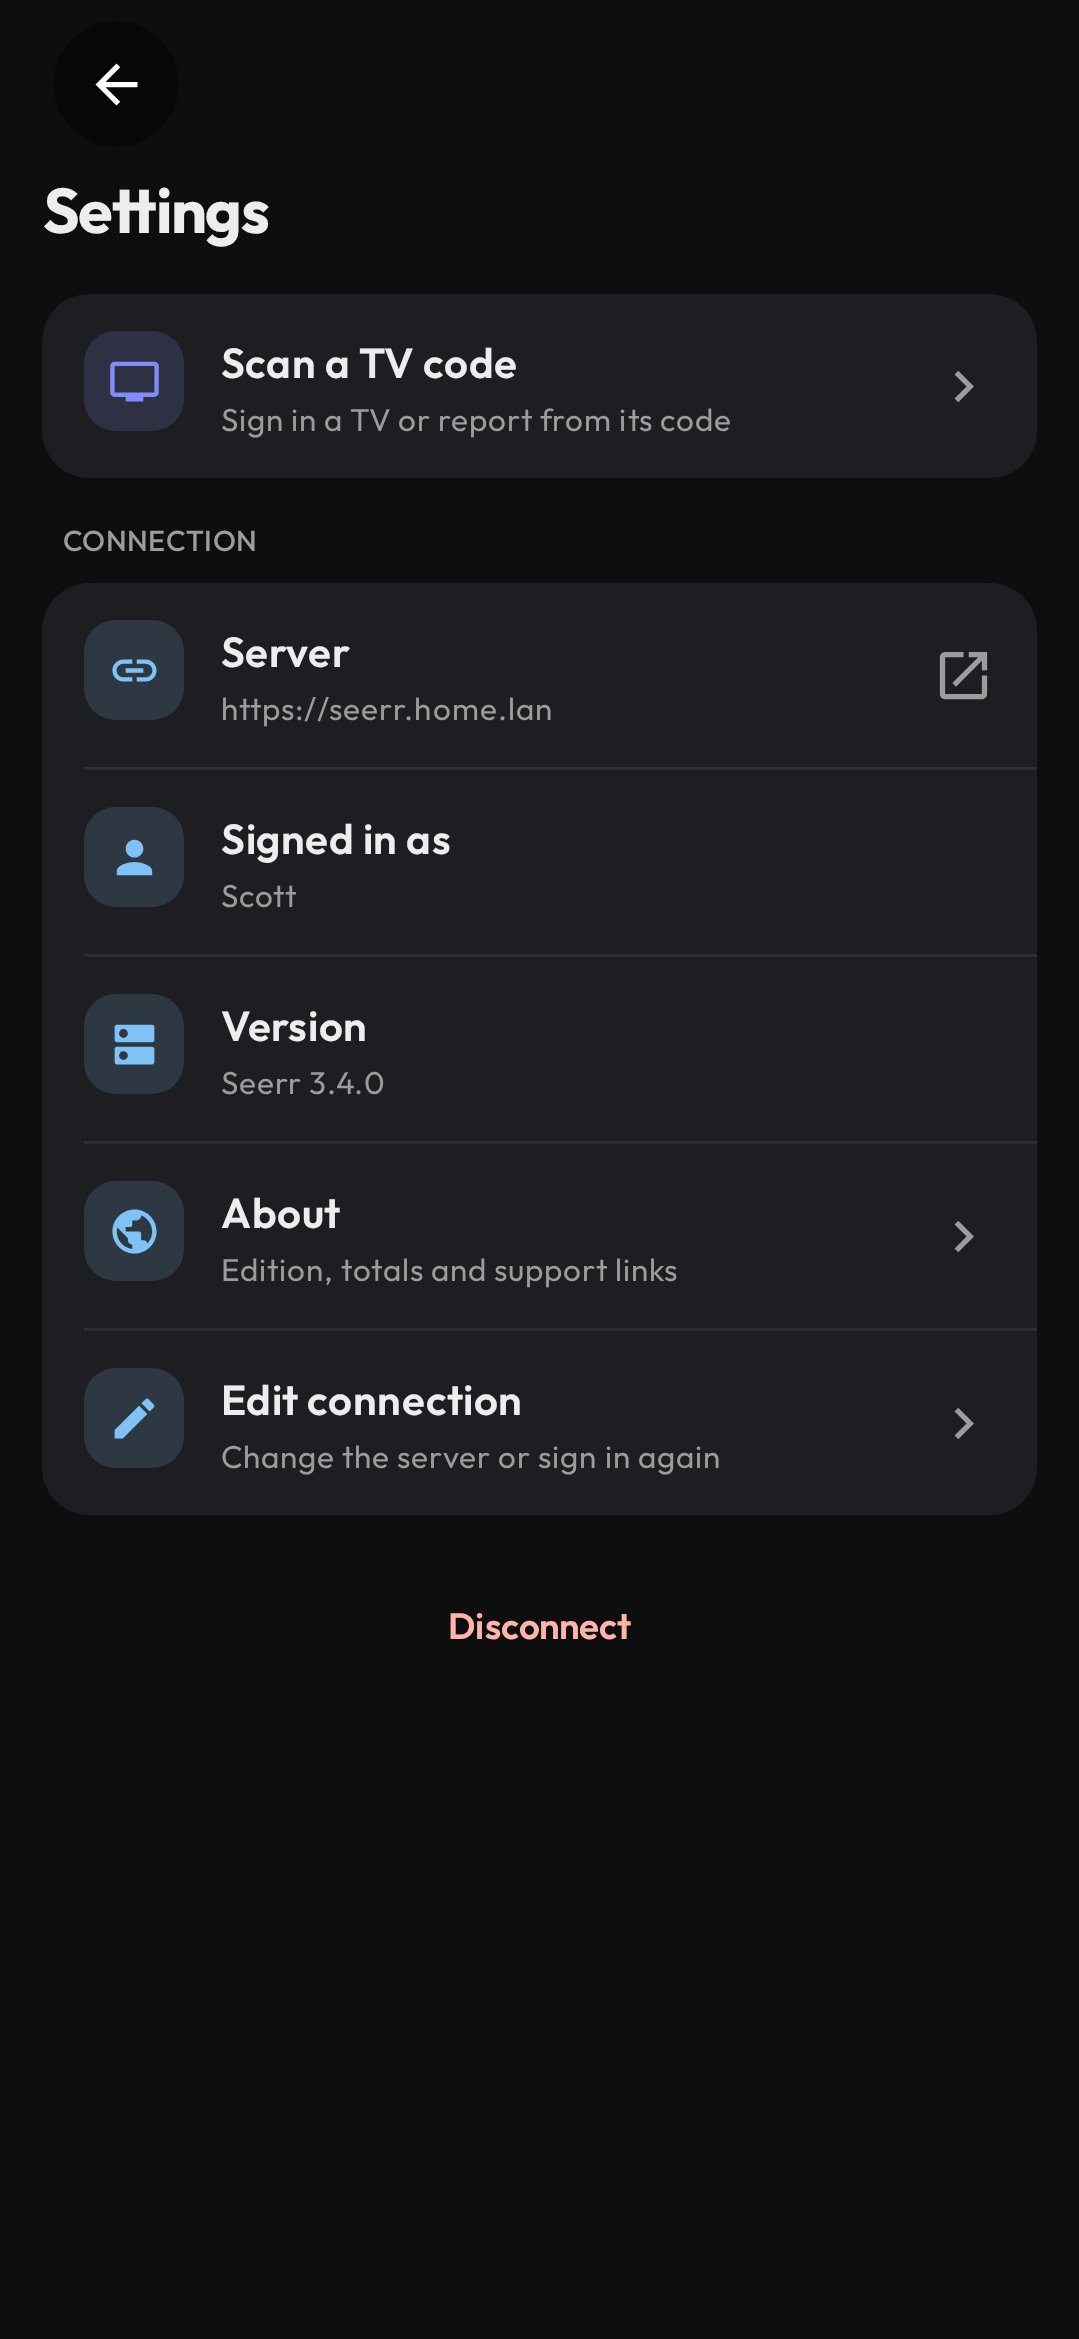 Settings
Scan a TV code
Sign in a TV or report from its code
CONNECTION
Server
https://seerr.home.lan
Signed in as
Scott
Version
Seerr 3.4.0
About
Edition, totals and support links
Edit connection
Change the server or sign in again
Disconnect